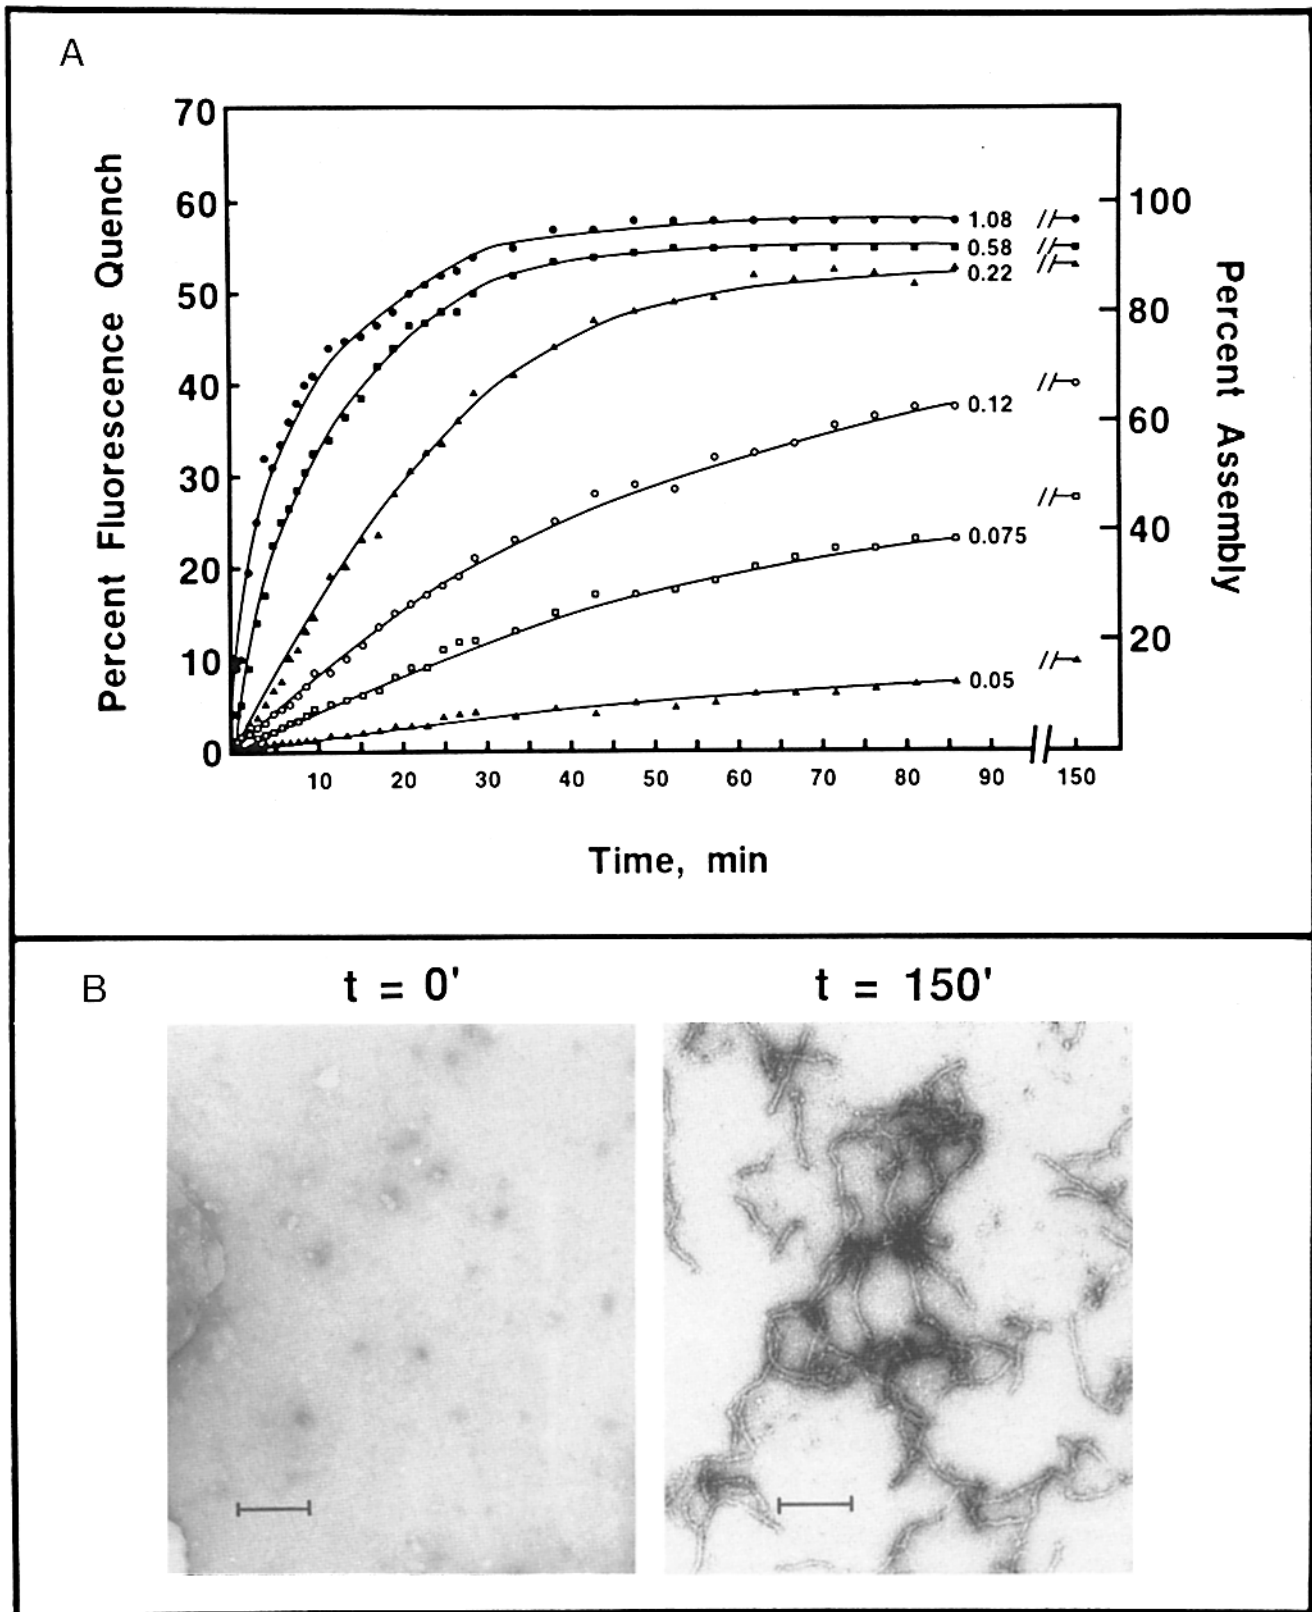 A
Percent Fluorescence Quench
70
60
50
40
30
20
10
0
1.08
0.58
0.22
0.12
0.075
0.05
100
80
60
40
20
Percent Assembly
10 20 30 40 50 60 70 80 90 150
Time, min
B
t = 0'
t = 150'